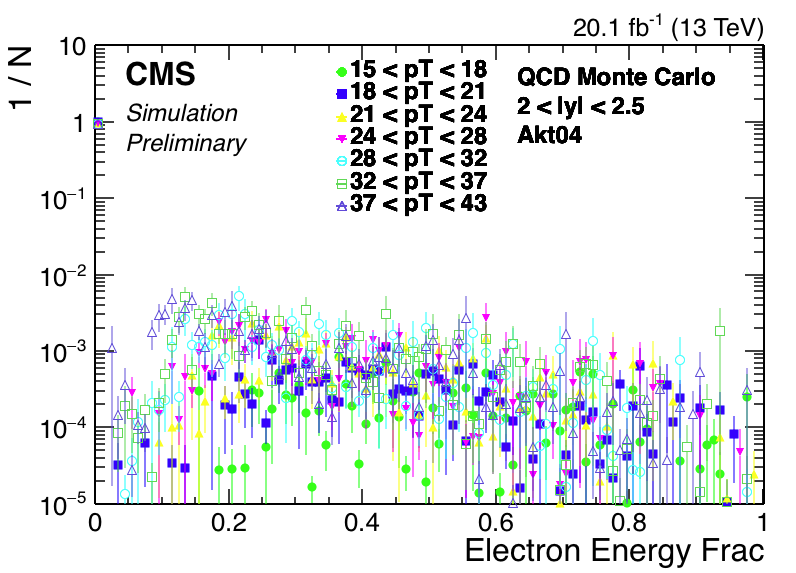 20.1 fb⁻¹ (13 TeV)
1 / N
10
1
10⁻¹
10⁻²
10⁻³
10⁻⁴
10⁻⁵
CMS
Simulation
Preliminary
15 < pT < 18
18 < pT < 21
21 < pT < 24
24 < pT < 28
28 < pT < 32
32 < pT < 37
37 < pT < 43
QCD Monte Carlo
2 < lyl < 2.5
Akt04
0 0.2 0.4 0.6 0.8 1
Electron Energy Frac